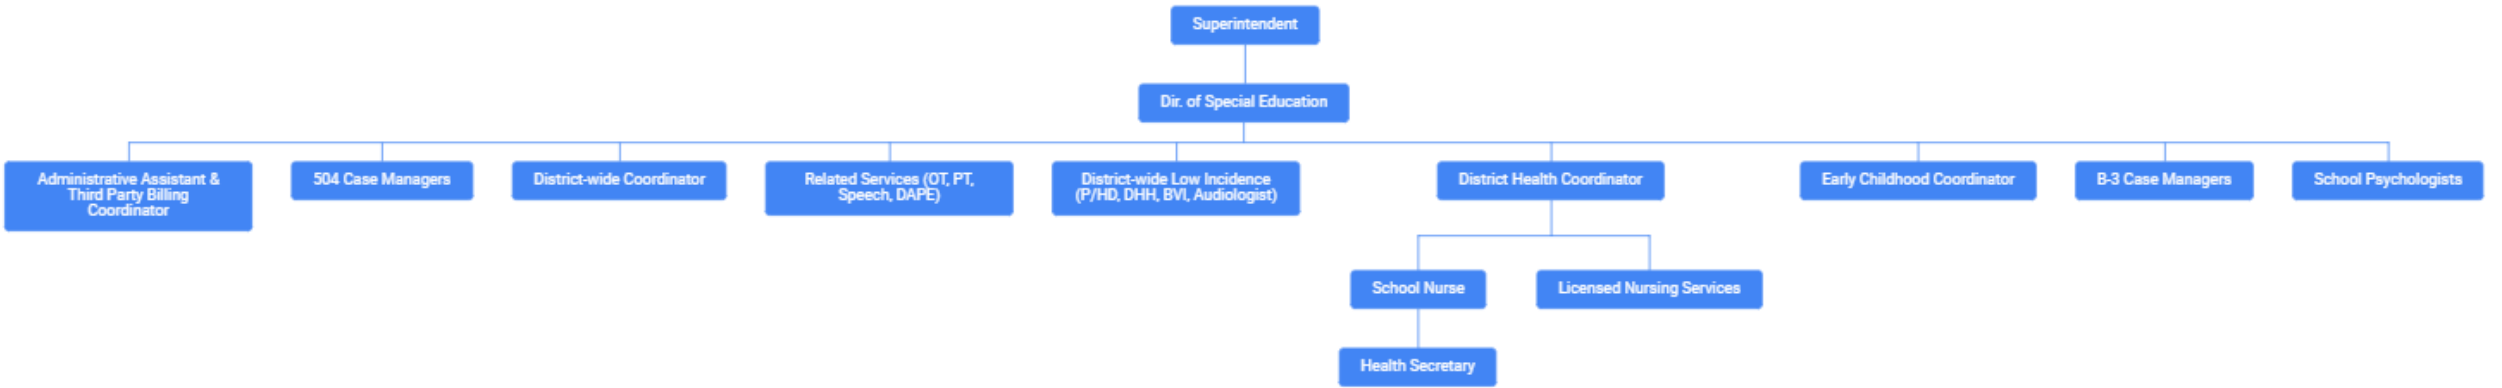 Superintendent
Dir. of Special Education
Administrative Assistant &
Third Party Billing
Coordinator
504 Case Managers
District-wide Coordinator
Related Services (OT, PT,
Speech, DAPE)
District-wide Low Incidence
(P/HD, DHH, BVI, Audiologist)
District Health Coordinator
Early Childhood Coordinator
B-3 Case Managers
School Psychologists
School Nurse
Licensed Nursing Services
Health Secretary